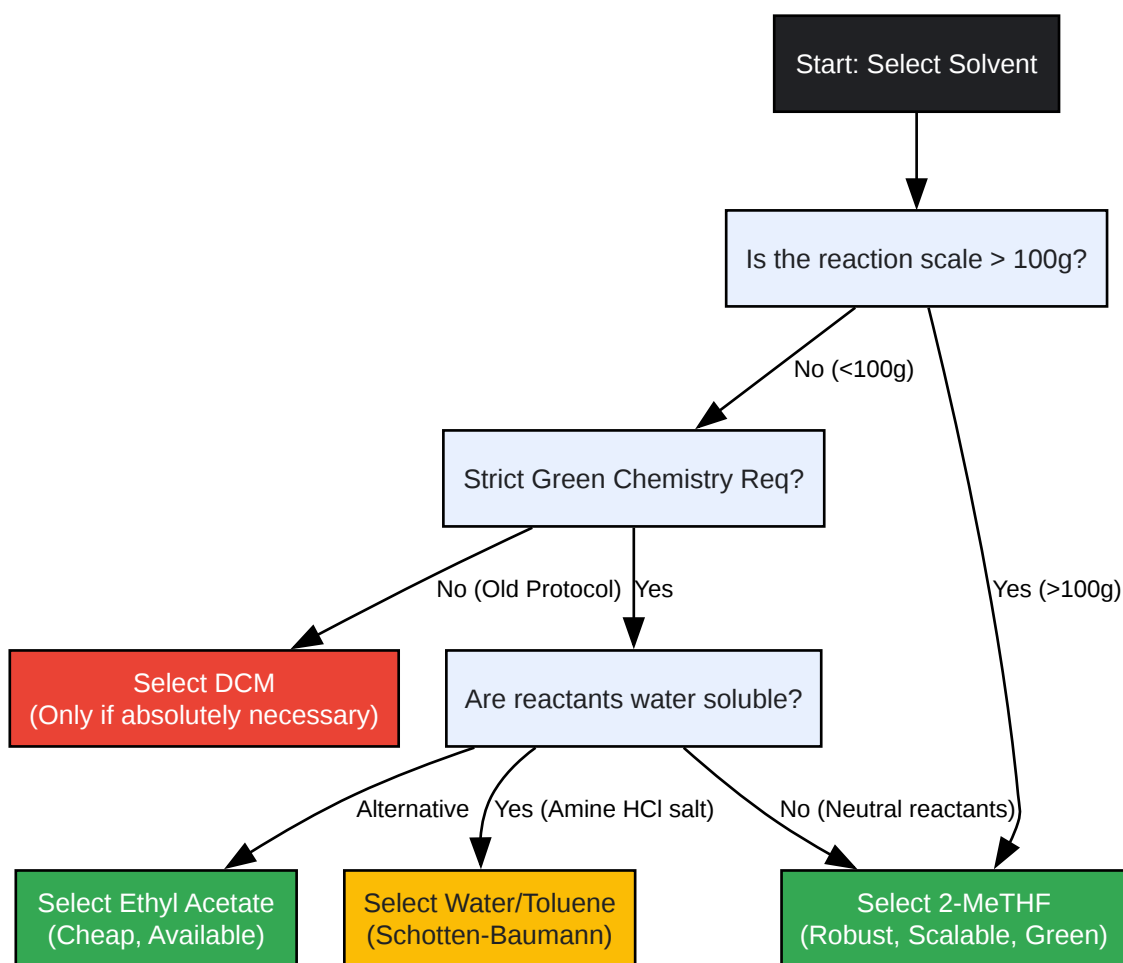 Start: Select Solvent
Is the reaction scale > 100g?
No (<100g)
Strict Green Chemistry Req?
No (Old Protocol)
Yes
Yes (>100g)
Select DCM
(Only if absolutely necessary)
Are reactants water soluble?
Alternative
Yes (Amine HCl salt)
No (Neutral reactants)
Select Ethyl Acetate
(Cheap, Available)
Select Water/Toluene
(Schotten-Baumann)
Select 2-MeTHF
(Robust, Scalable, Green)